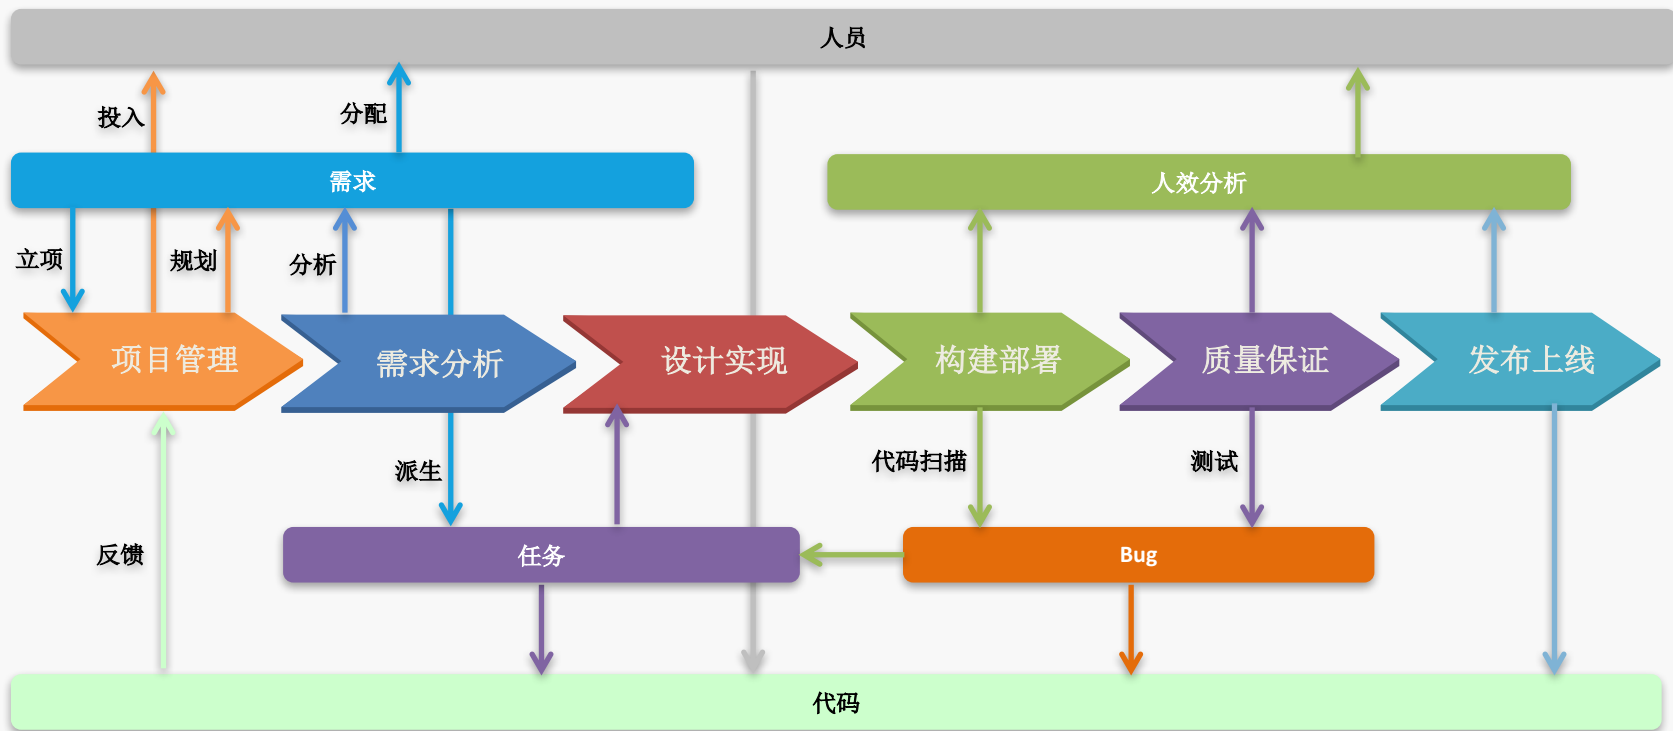 人员
投入
分配
需求
人效分析
立项
规划
分析
项目管理
需求分析
设计实现
构建部署
质量保证
发布上线
派生
代码扫描
测试
反馈
任务
Bug
代码